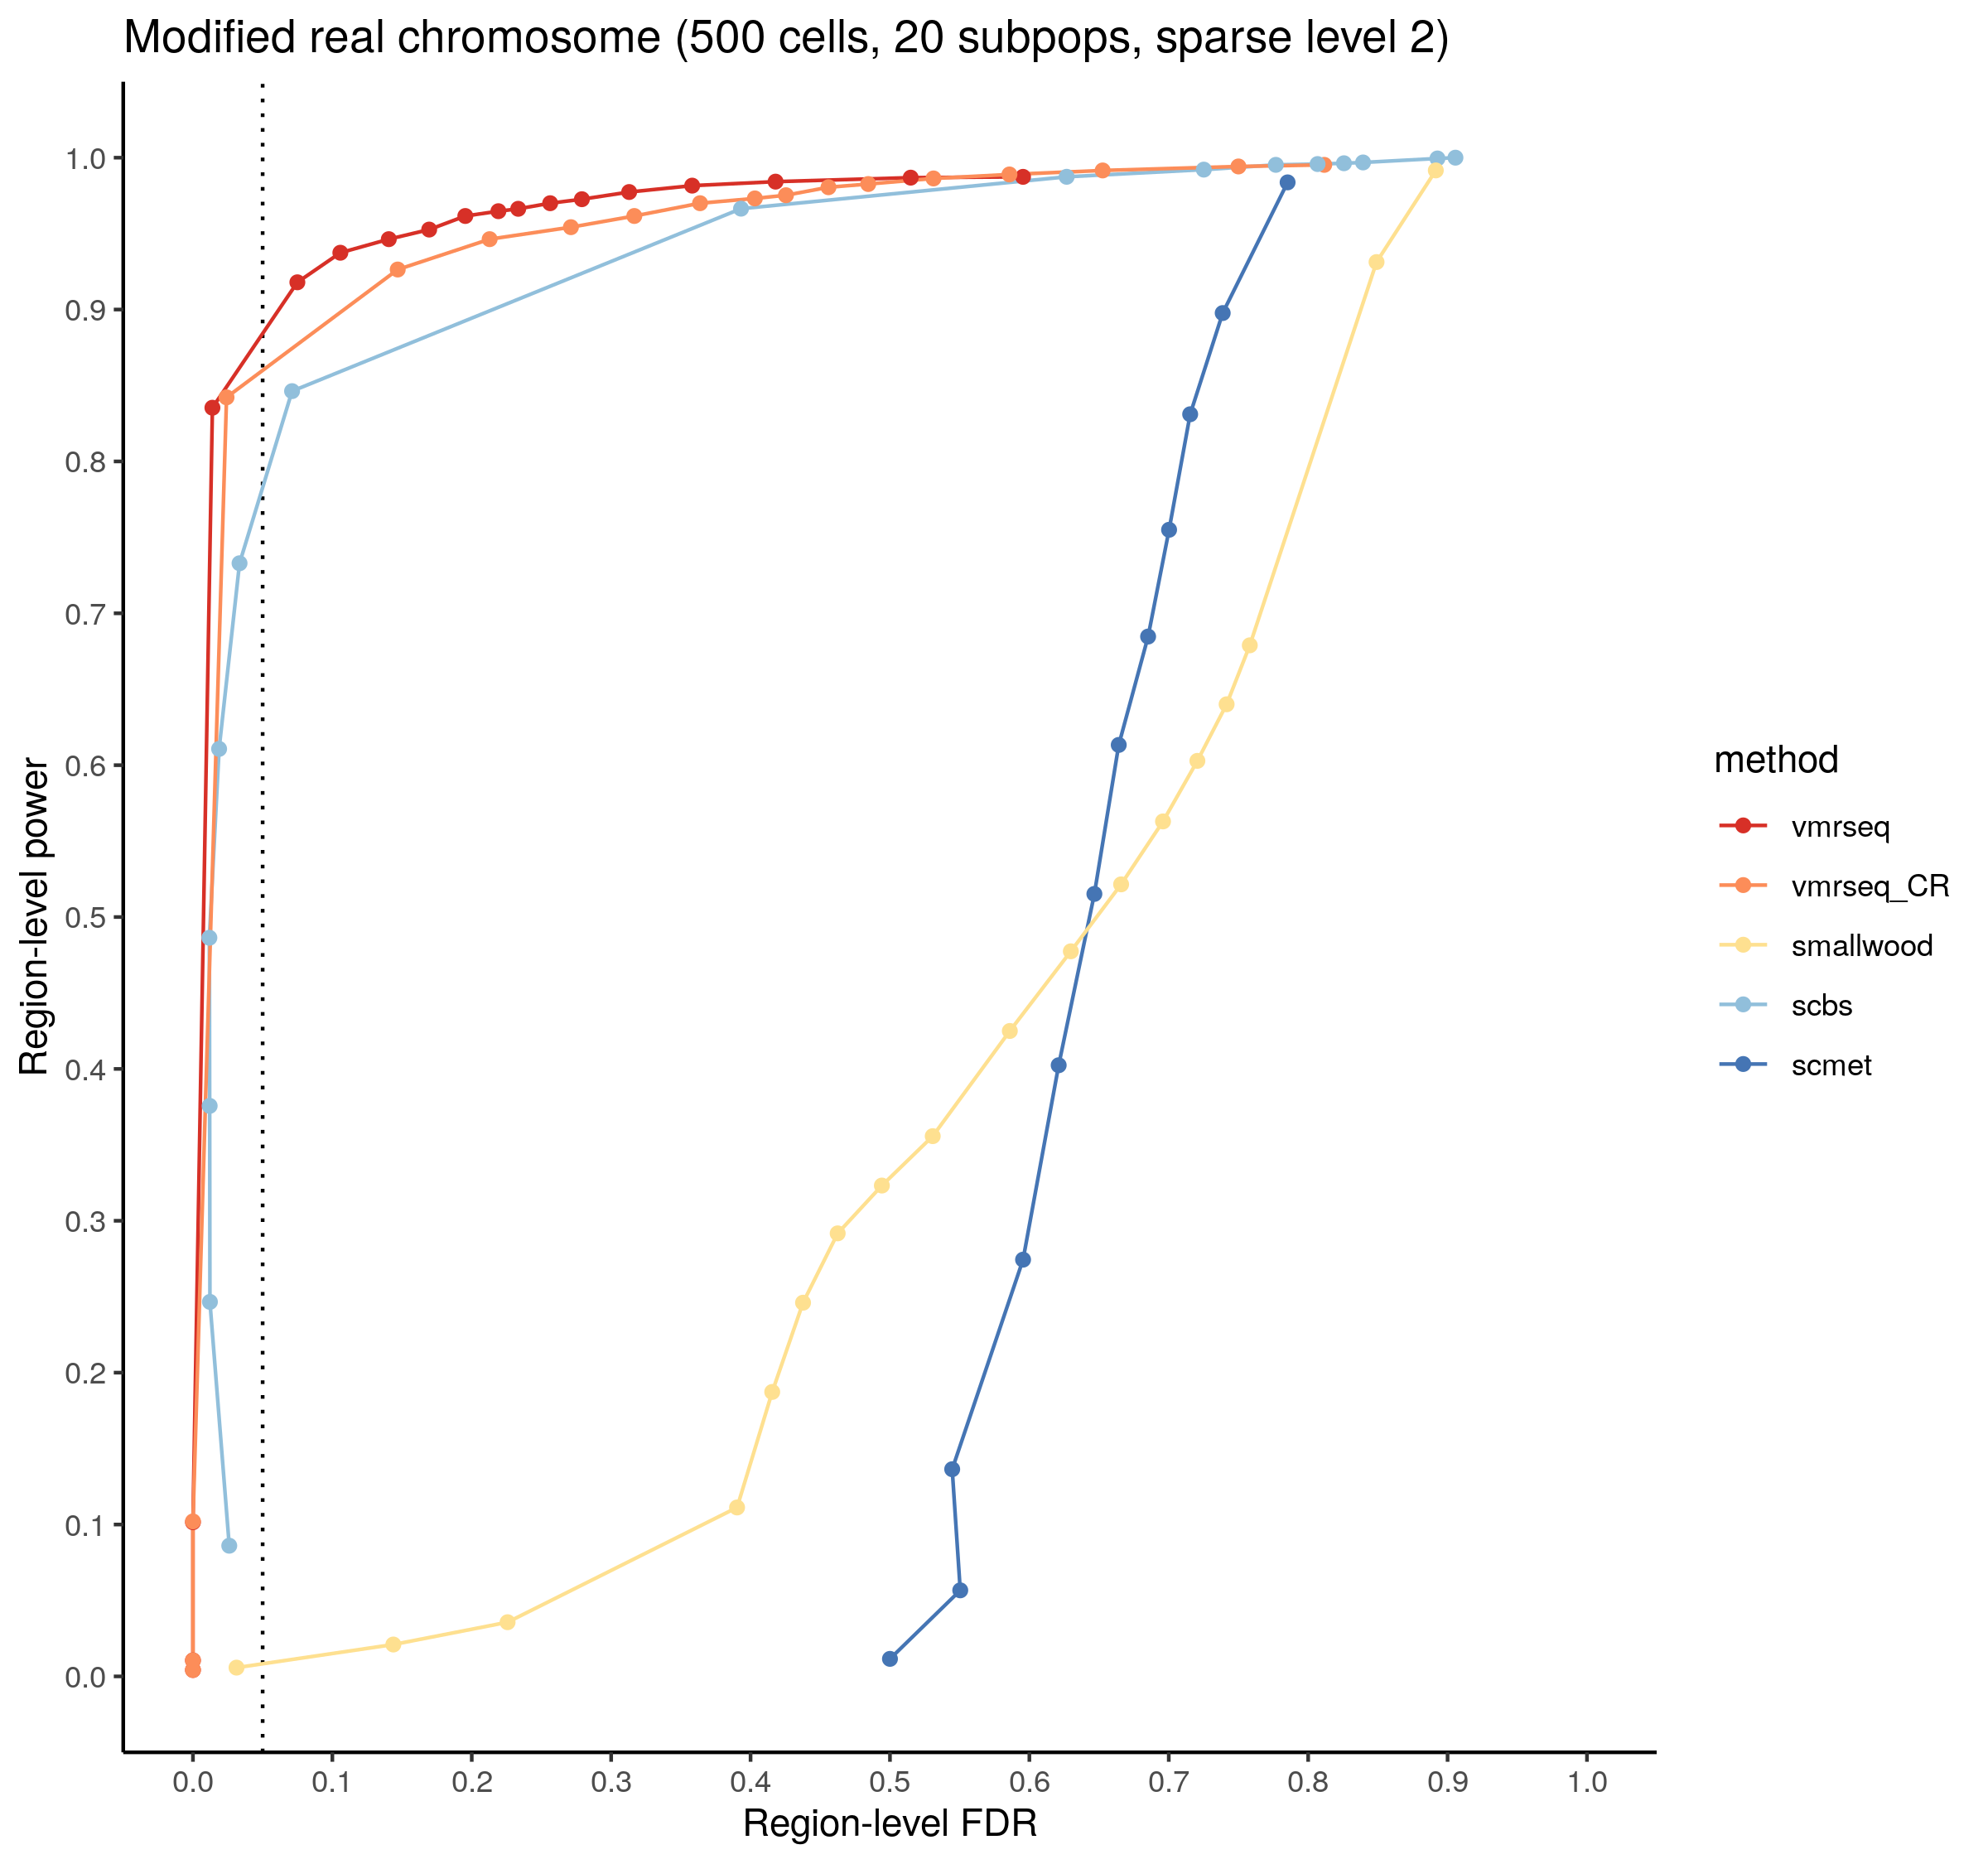 Modified real chromosome (500 cells, 20 subpops, sparse level 2)
1.0
0.9
0.8
0.7
0.6
0.5
0.4
0.3
0.2
0.1
0.0
Region-level power
0.0 0.1 0.2 0.3 0.4 0.5 0.6 0.7 0.8 0.9 1.0
Region-level FDR
method
vmrseq
vmrseq_CR
smallwood
scbs
scmet